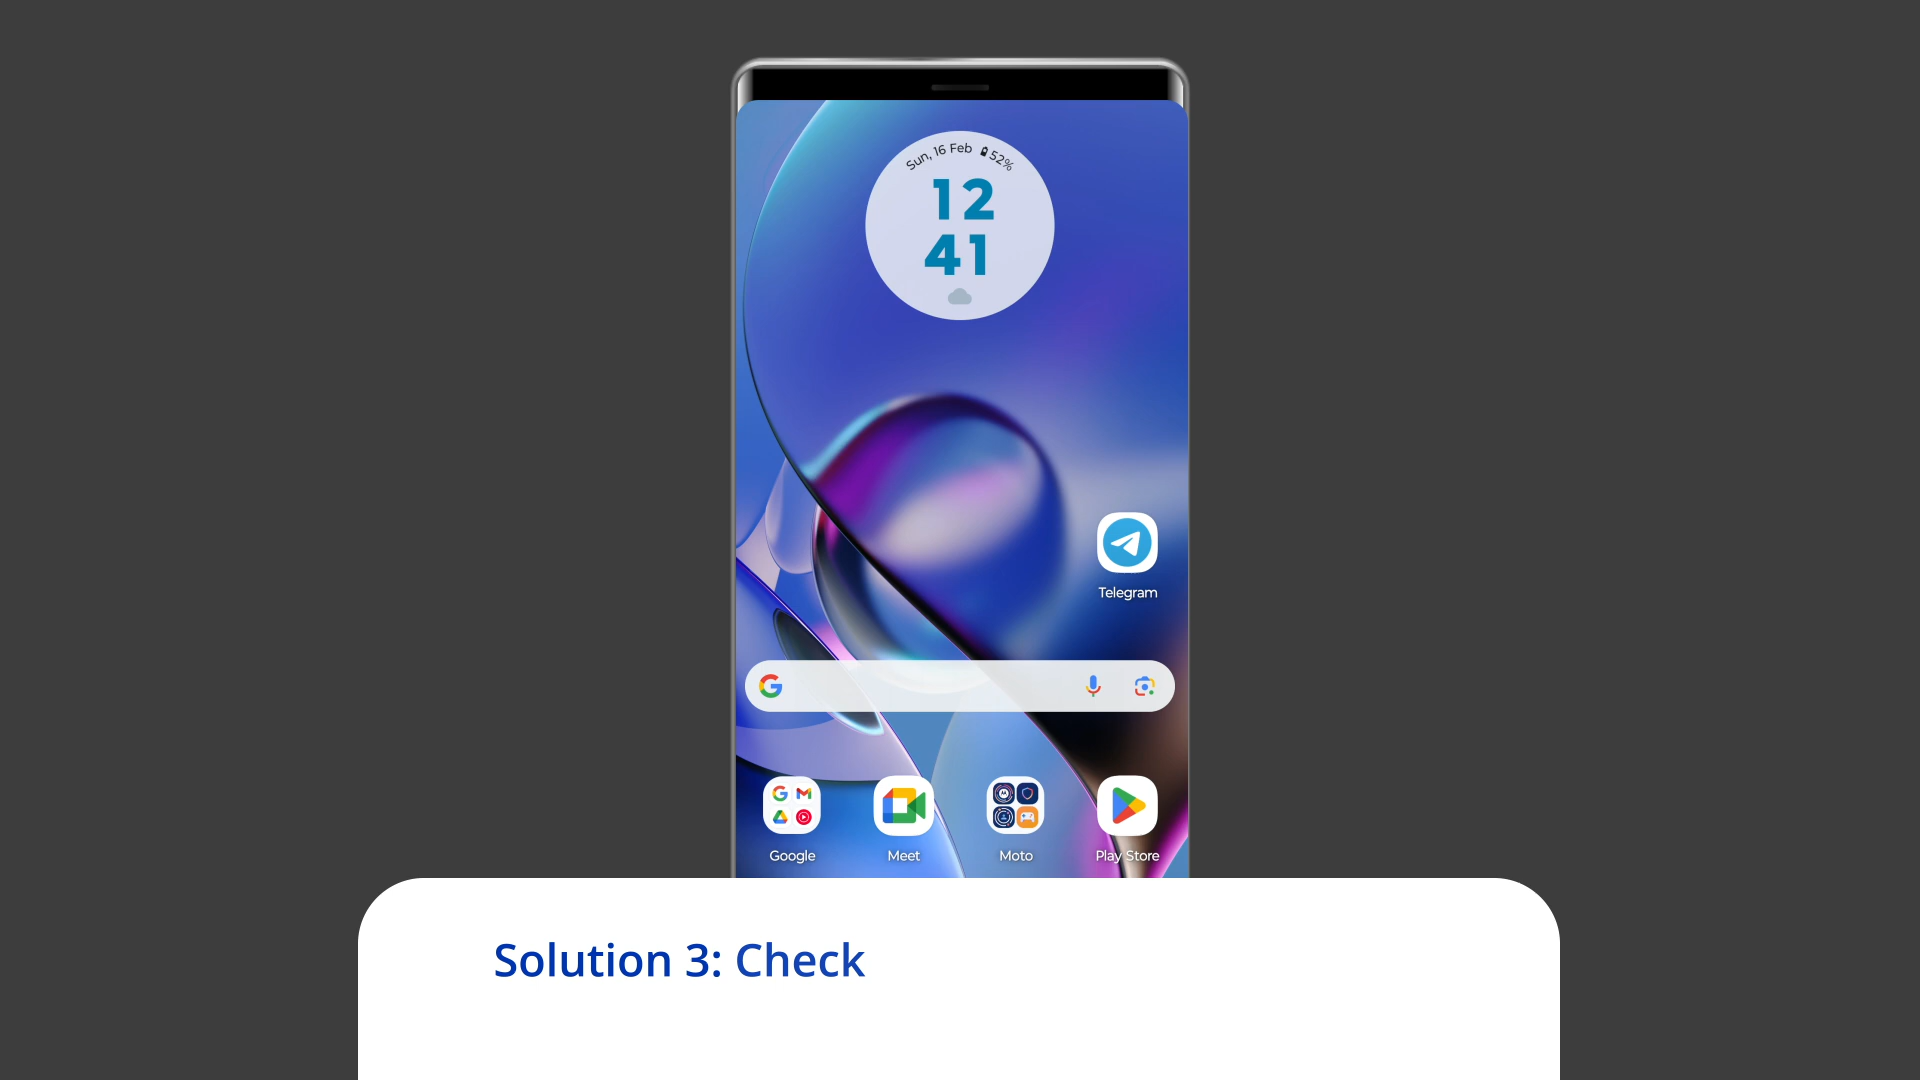 Sun, 16 Feb 52%
12
41
Telegram
Google
Meet
Moto
Play Store
Solution 3: Check